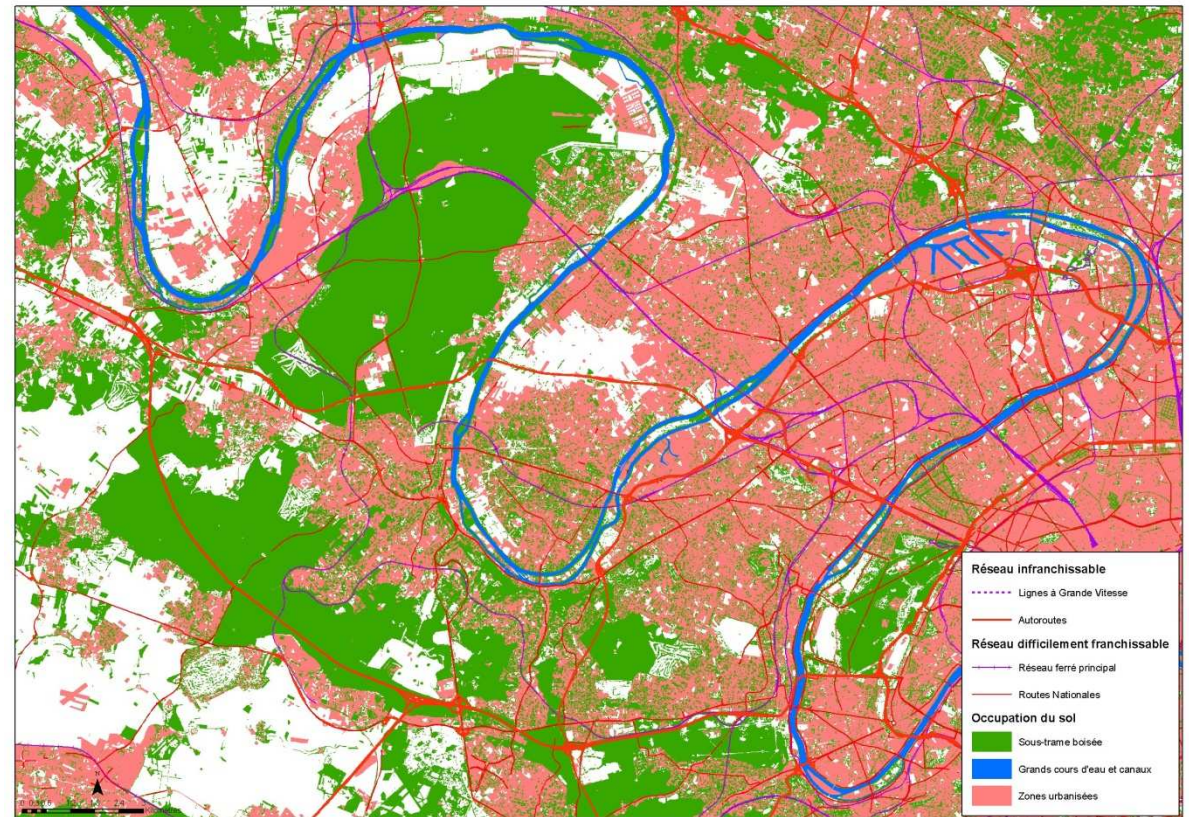 Réseau infranchissable
Lignes à Grande Vitesse
Autoroutes
Réseau difficilement franchissable
Réseau ferré principal
Routes Nationales
Occupation du sol
Sous-trame boisée
Grands cours d'eau et canaux
Zones urbanisées
N